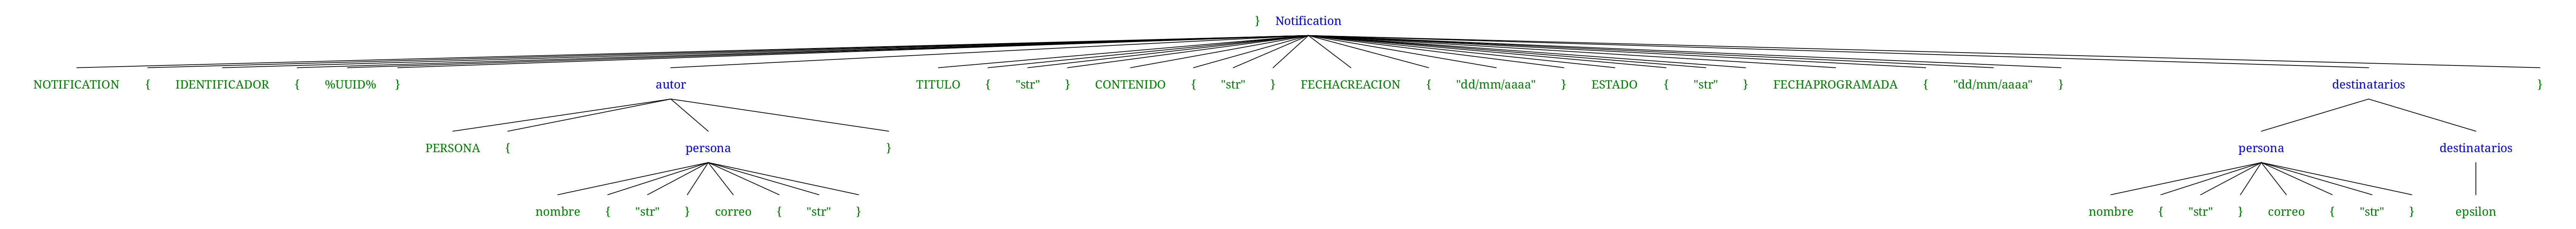 } Notification
NOTIFICATION { IDENTIFICADOR { %UUID% } autor TITULO { "str" } CONTENIDO { "str" } FECHACREACION { "dd/mm/aaaa" } ESTADO { "str" } FECHAPROGRAMADA { "dd/mm/aaaa" } destinatarios }
PERSONA { persona } persona destinatarios
nombre { "str" } correo { "str" } nombre { "str" } correo { "str" } epsilon